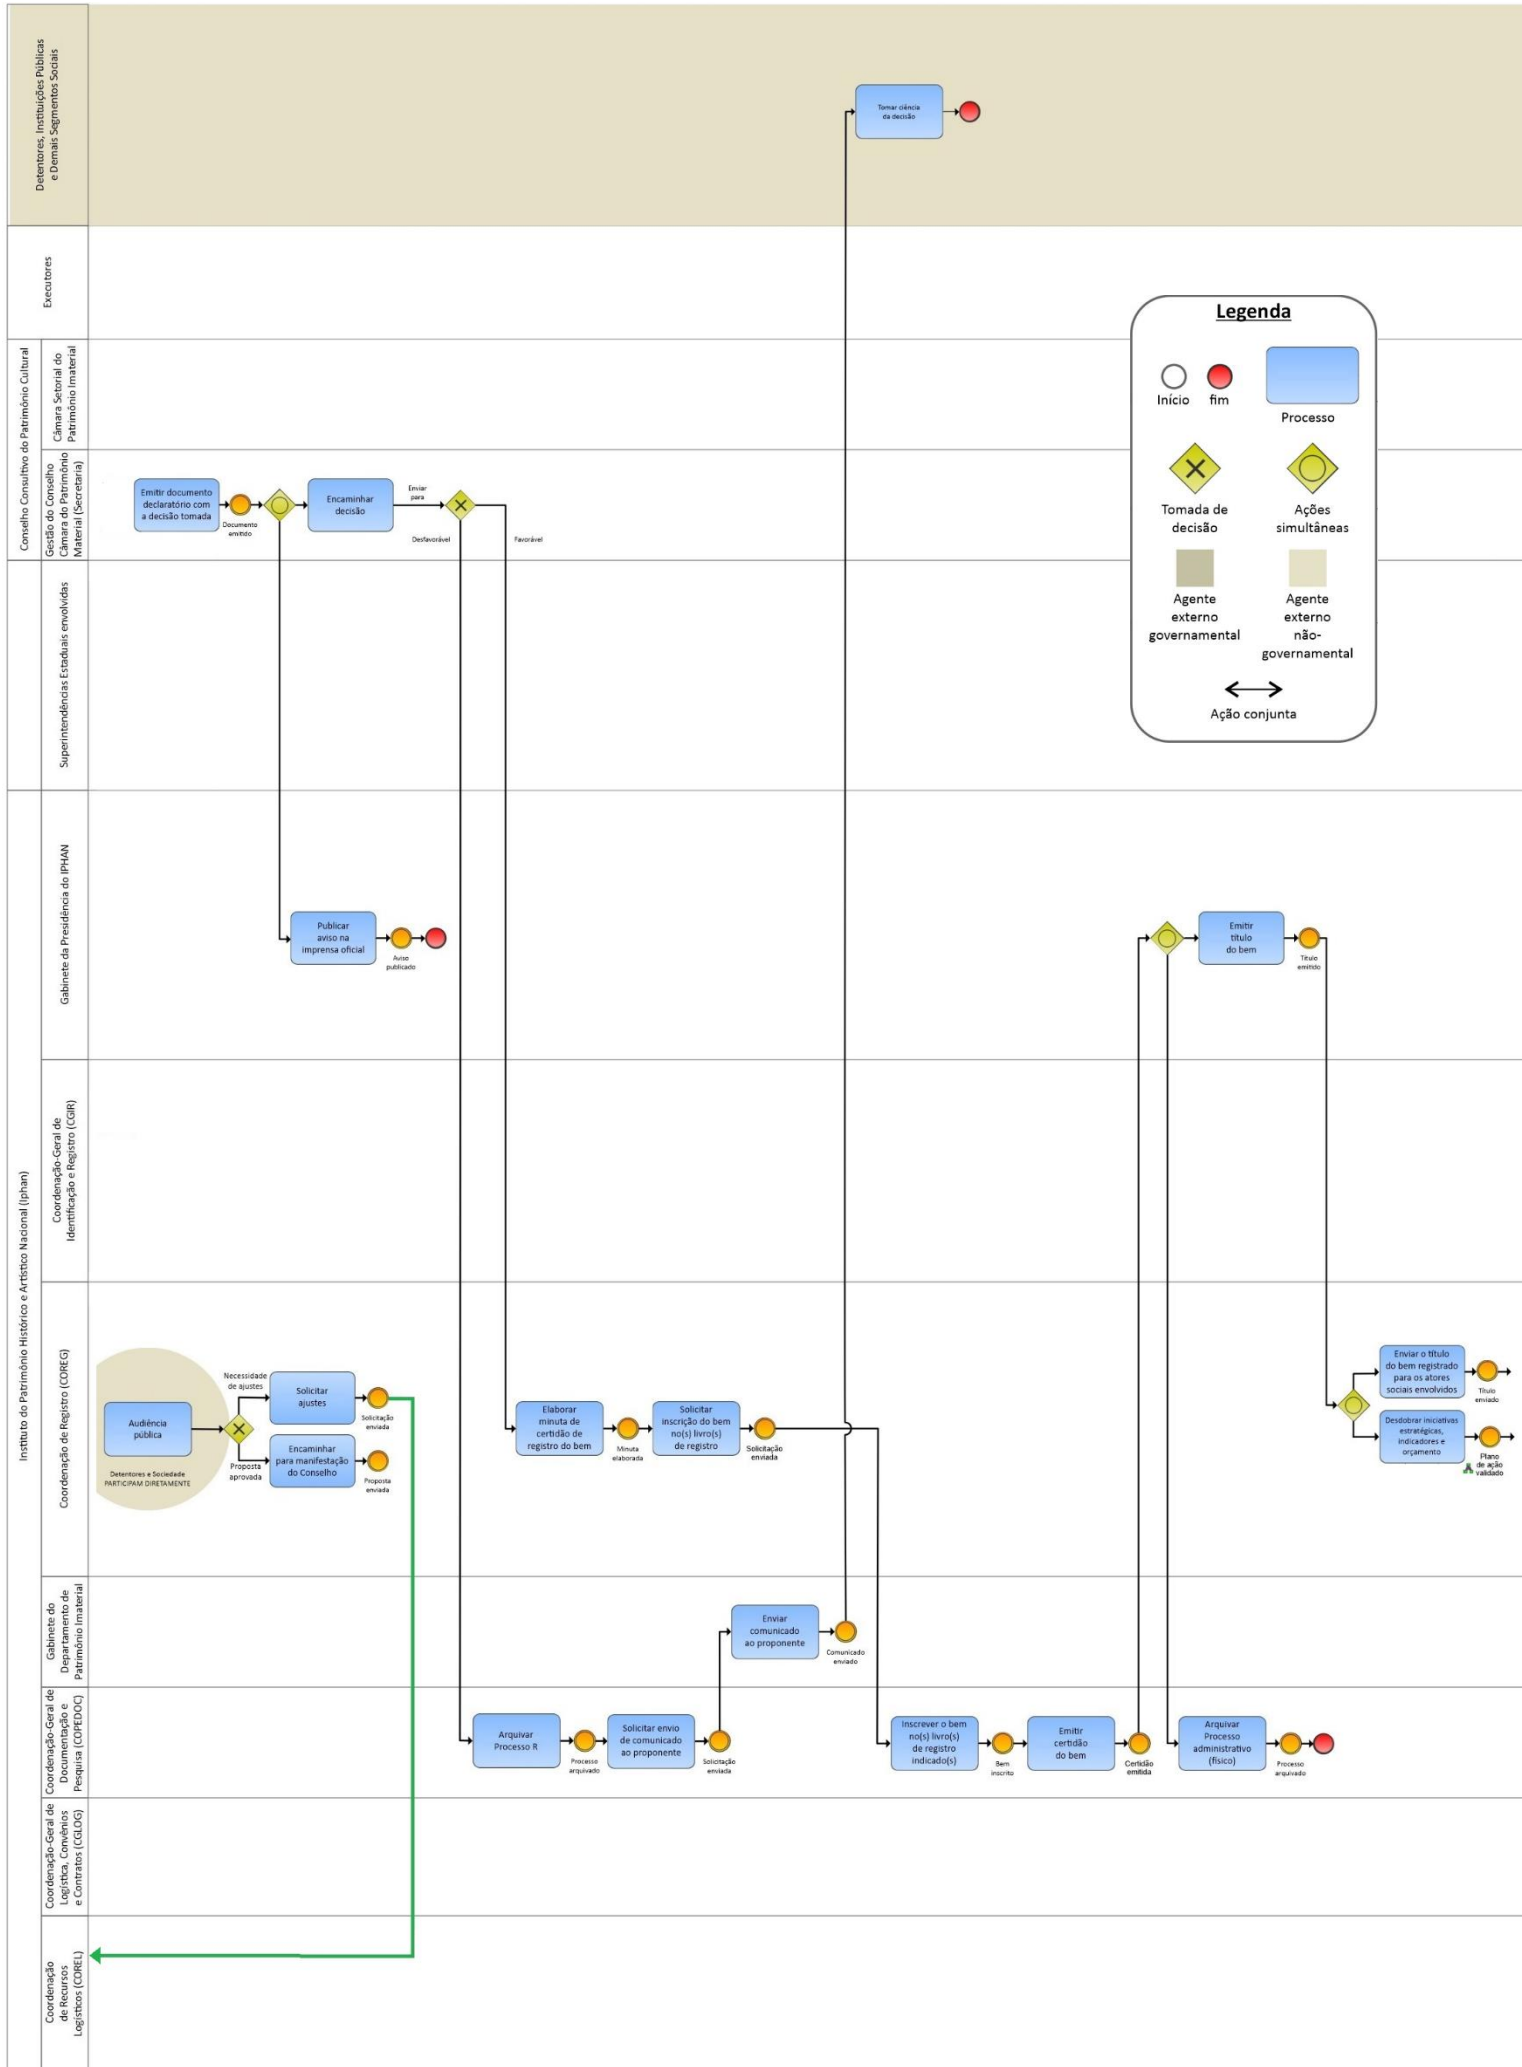 Detentores, Instituições Públicas
e Demais Segmentos Sociais
Tomar ciência
da decisão
Executores
Legenda
Início
fim
Processo
Tomada de
decisão
Ações
simultâneas
Agente
externo
governamental
Agente
externo
não-
governamental
Ação conjunta
Conselho Consultivo do Patrimônio Cultural
Câmara Setorial do
Patrimônio Imaterial
Gestão do Conselho
Câmara do Patrimônio
Material (Secretaria)
Emitir documento
declaratório com
a decisão tomada
Documento
emitido
Encaminhar
decisão
Enviar
para
Desfavorável
Favorável
Instituto do Patrimônio Histórico e Artístico Nacional (Iphan)
Superintendências Estaduais envolvidas
Gabinete da Presidência do IPHAN
Publicar
aviso na
imprensa oficial
Aviso
publicado
Emitir
título
do bem
Título
emitido
Coordenação-Geral de
Identificação e Registro (CGIR)
Coordenação de Registro (COREG)
Audiência
pública
Detentores e Sociedade
PARTICIPAM DIRETAMENTE
Necessidade
de ajustes
Proposta
aprovada
Solicitar
ajustes
Solicitação
enviada
Encaminhar
para manifestação
do Conselho
Proposta
enviada
Elaborar
minuta de
certidão de
registro do bem
Minuta
elaborada
Solicitar
inscrição do bem
no(s) livro(s)
de registro
Solicitação
enviada
Enviar o título
do bem registrado
para os atores
sociais envolvidos
Título
enviado
Desdobrar iniciativas
estratégicas,
indicadores e
orçamento
Plano
de ação
validado
Gabinete do
Departamento de
Patrimônio Imaterial
Enviar
comunicado
ao proponente
Comunicado
enviado
Coordenação-Geral de
Documentação e
Pesquisa (COPEDOC)
Arquivar
Processo R
Processo
arquivado
Solicitar envio
de comunicado
ao proponente
Solicitação
enviada
Inscrever o bem
no(s) livro(s)
de registro
indicado(s)
Bem
inscrito
Emitir
certidão
do bem
Certidão
emitida
Arquivar
Processo
administrativo
(físico)
Processo
arquivado
Coordenação-Geral de
Logística, Convênios
e Contratos (CGLOG)
Coordenação
de Recursos
Logísticos (COREL)